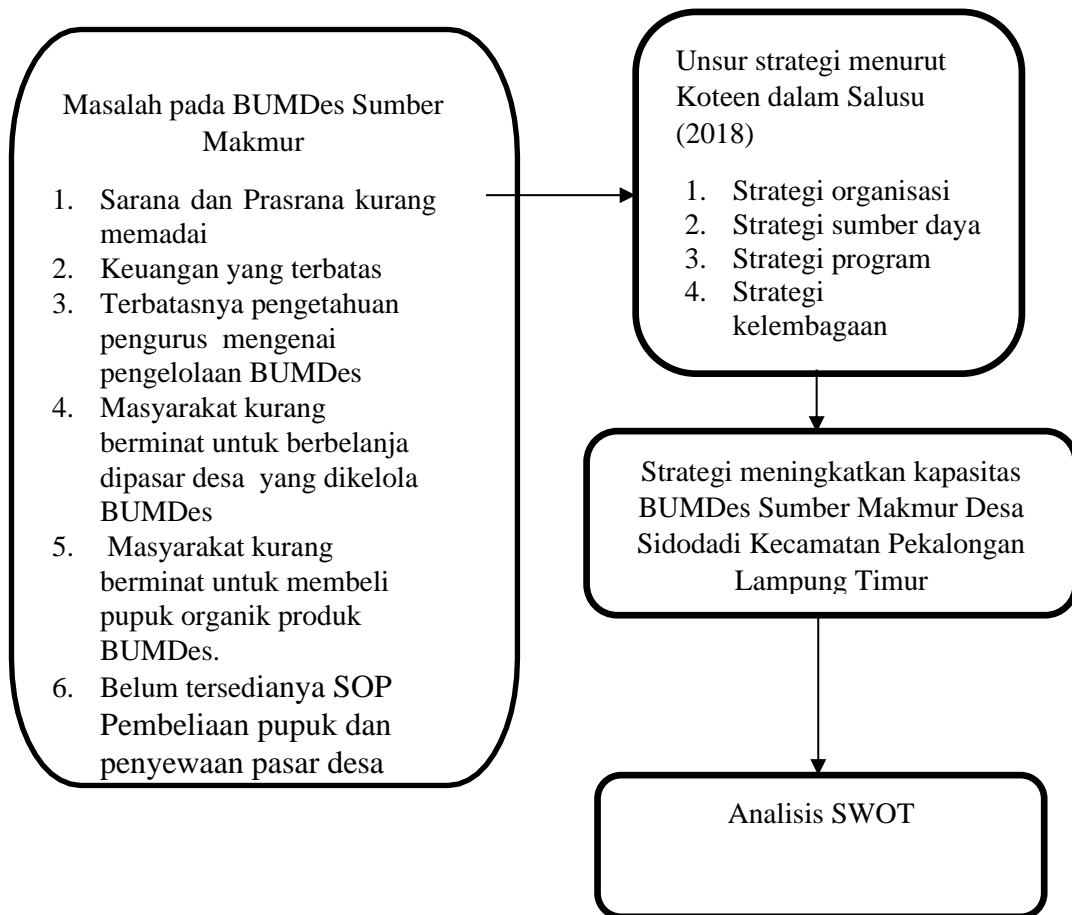 Masalah pada BUMDes Sumber
Makmur
1. Sarana dan Prasrana kurang
memadai
2. Keuangan yang terbatas
3. Terbatasnya pengetahuan
pengurus mengenai
pengelolaan BUMDes
4. Masyarakat kurang
berminat untuk berbelanja
dipasar desa yang dikelola
BUMDes
5. Masyarakat kurang
berminat untuk membeli
pupuk organik produk
BUMDes.
6. Belum tersedianya SOP
Pembeliaan pupuk dan
penyewaan pasar desa
Unsur strategi menurut
Koteen dalam Salusu
(2018)
1. Strategi organisasi
2. Strategi sumber daya
3. Strategi program
4. Strategi
kelembagaan
Strategi meningkatkan kapasitas
BUMDes Sumber Makmur Desa
Sidodadi Kecamatan Pekalongan
Lampung Timur
Analisis SWOT